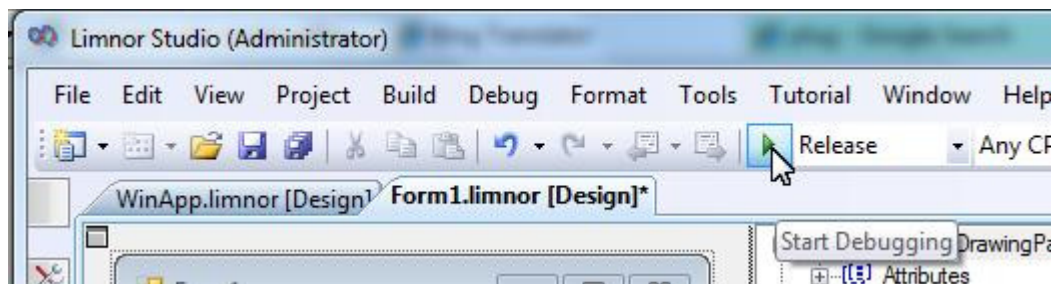 Limnor Studio (Administrator)
File Edit View Project Build Debug Format Tools Tutorial Window Help
Release Any CP
WinApp.limnor [Design] Form1.limnor [Design]*
Start Debugging DrawingPa
Attributes